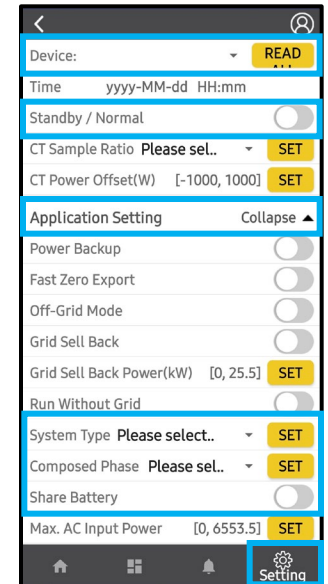 Device: READ
Time yyyy-MM-dd HH:mm
Standby / Normal
CT Sample Ratio Please sel.. SET
CT Power Offset(W) [-1000, 1000] SET
Application Setting Collapse ▲
Power Backup
Fast Zero Export
Off-Grid Mode
Grid Sell Back
Grid Sell Back Power(kW) [0, 25.5] SET
Run Without Grid
System Type Please select.. SET
Composed Phase Please sel.. SET
Share Battery
Max. AC Input Power [0, 6553.5] SET
Setting